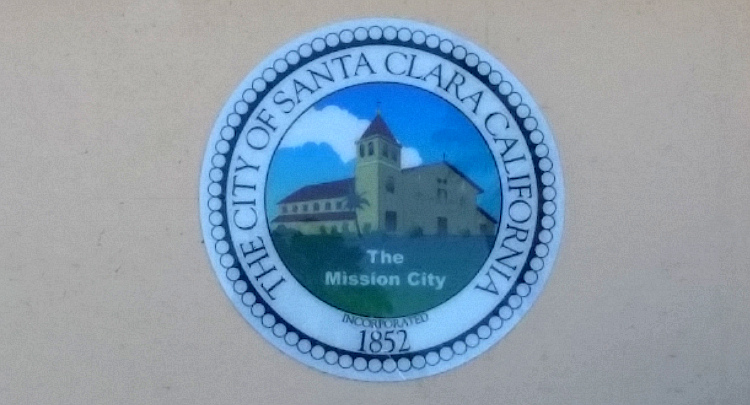 THE CITY OF SANTA CLARA CALIFORNIA
The
Mission City
INCORPORATED
1852